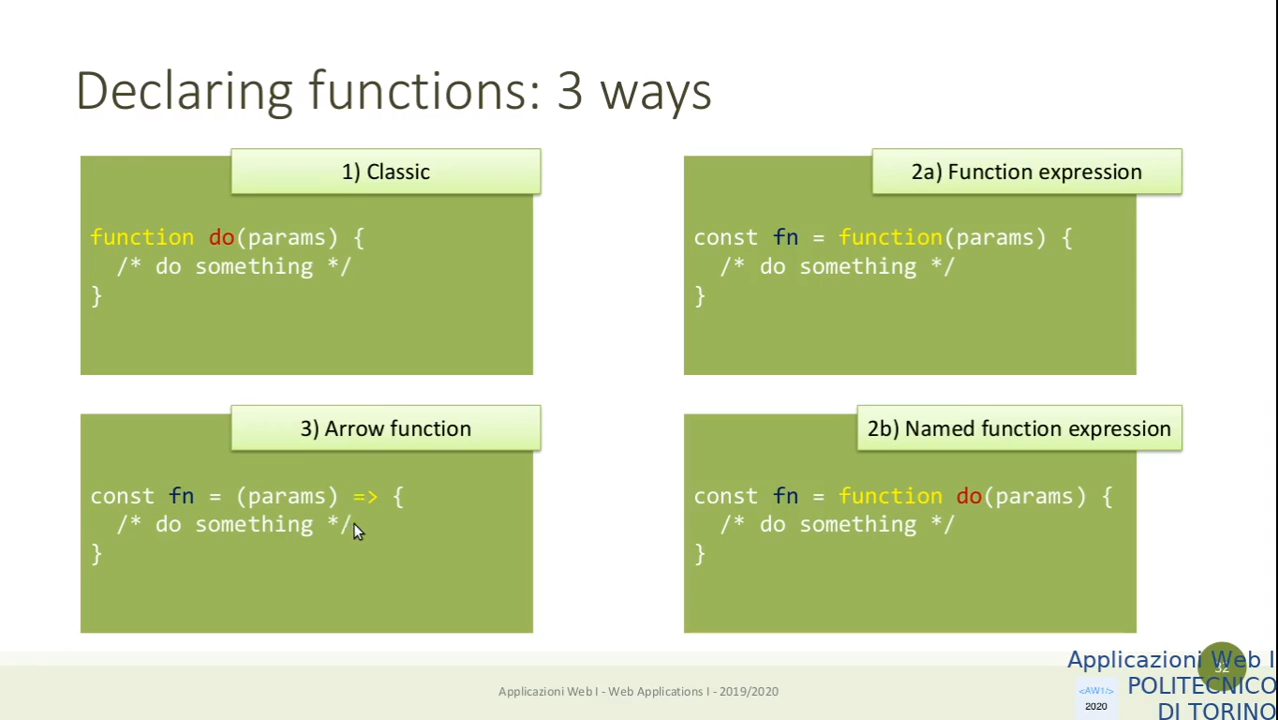 Declaring functions: 3 ways
1) Classic
function do(params) {
  /* do something */
}
2a) Function expression
const fn = function(params) {
  /* do something */
}
3) Arrow function
const fn = (params) => {
  /* do something */
}
2b) Named function expression
const fn = function do(params) {
  /* do something */
}
Applicazioni Web I - Web Applications I - 2019/2020
32
Applicazioni Web I
POLITECNICO
DI TORINO
<AW1/>
2020